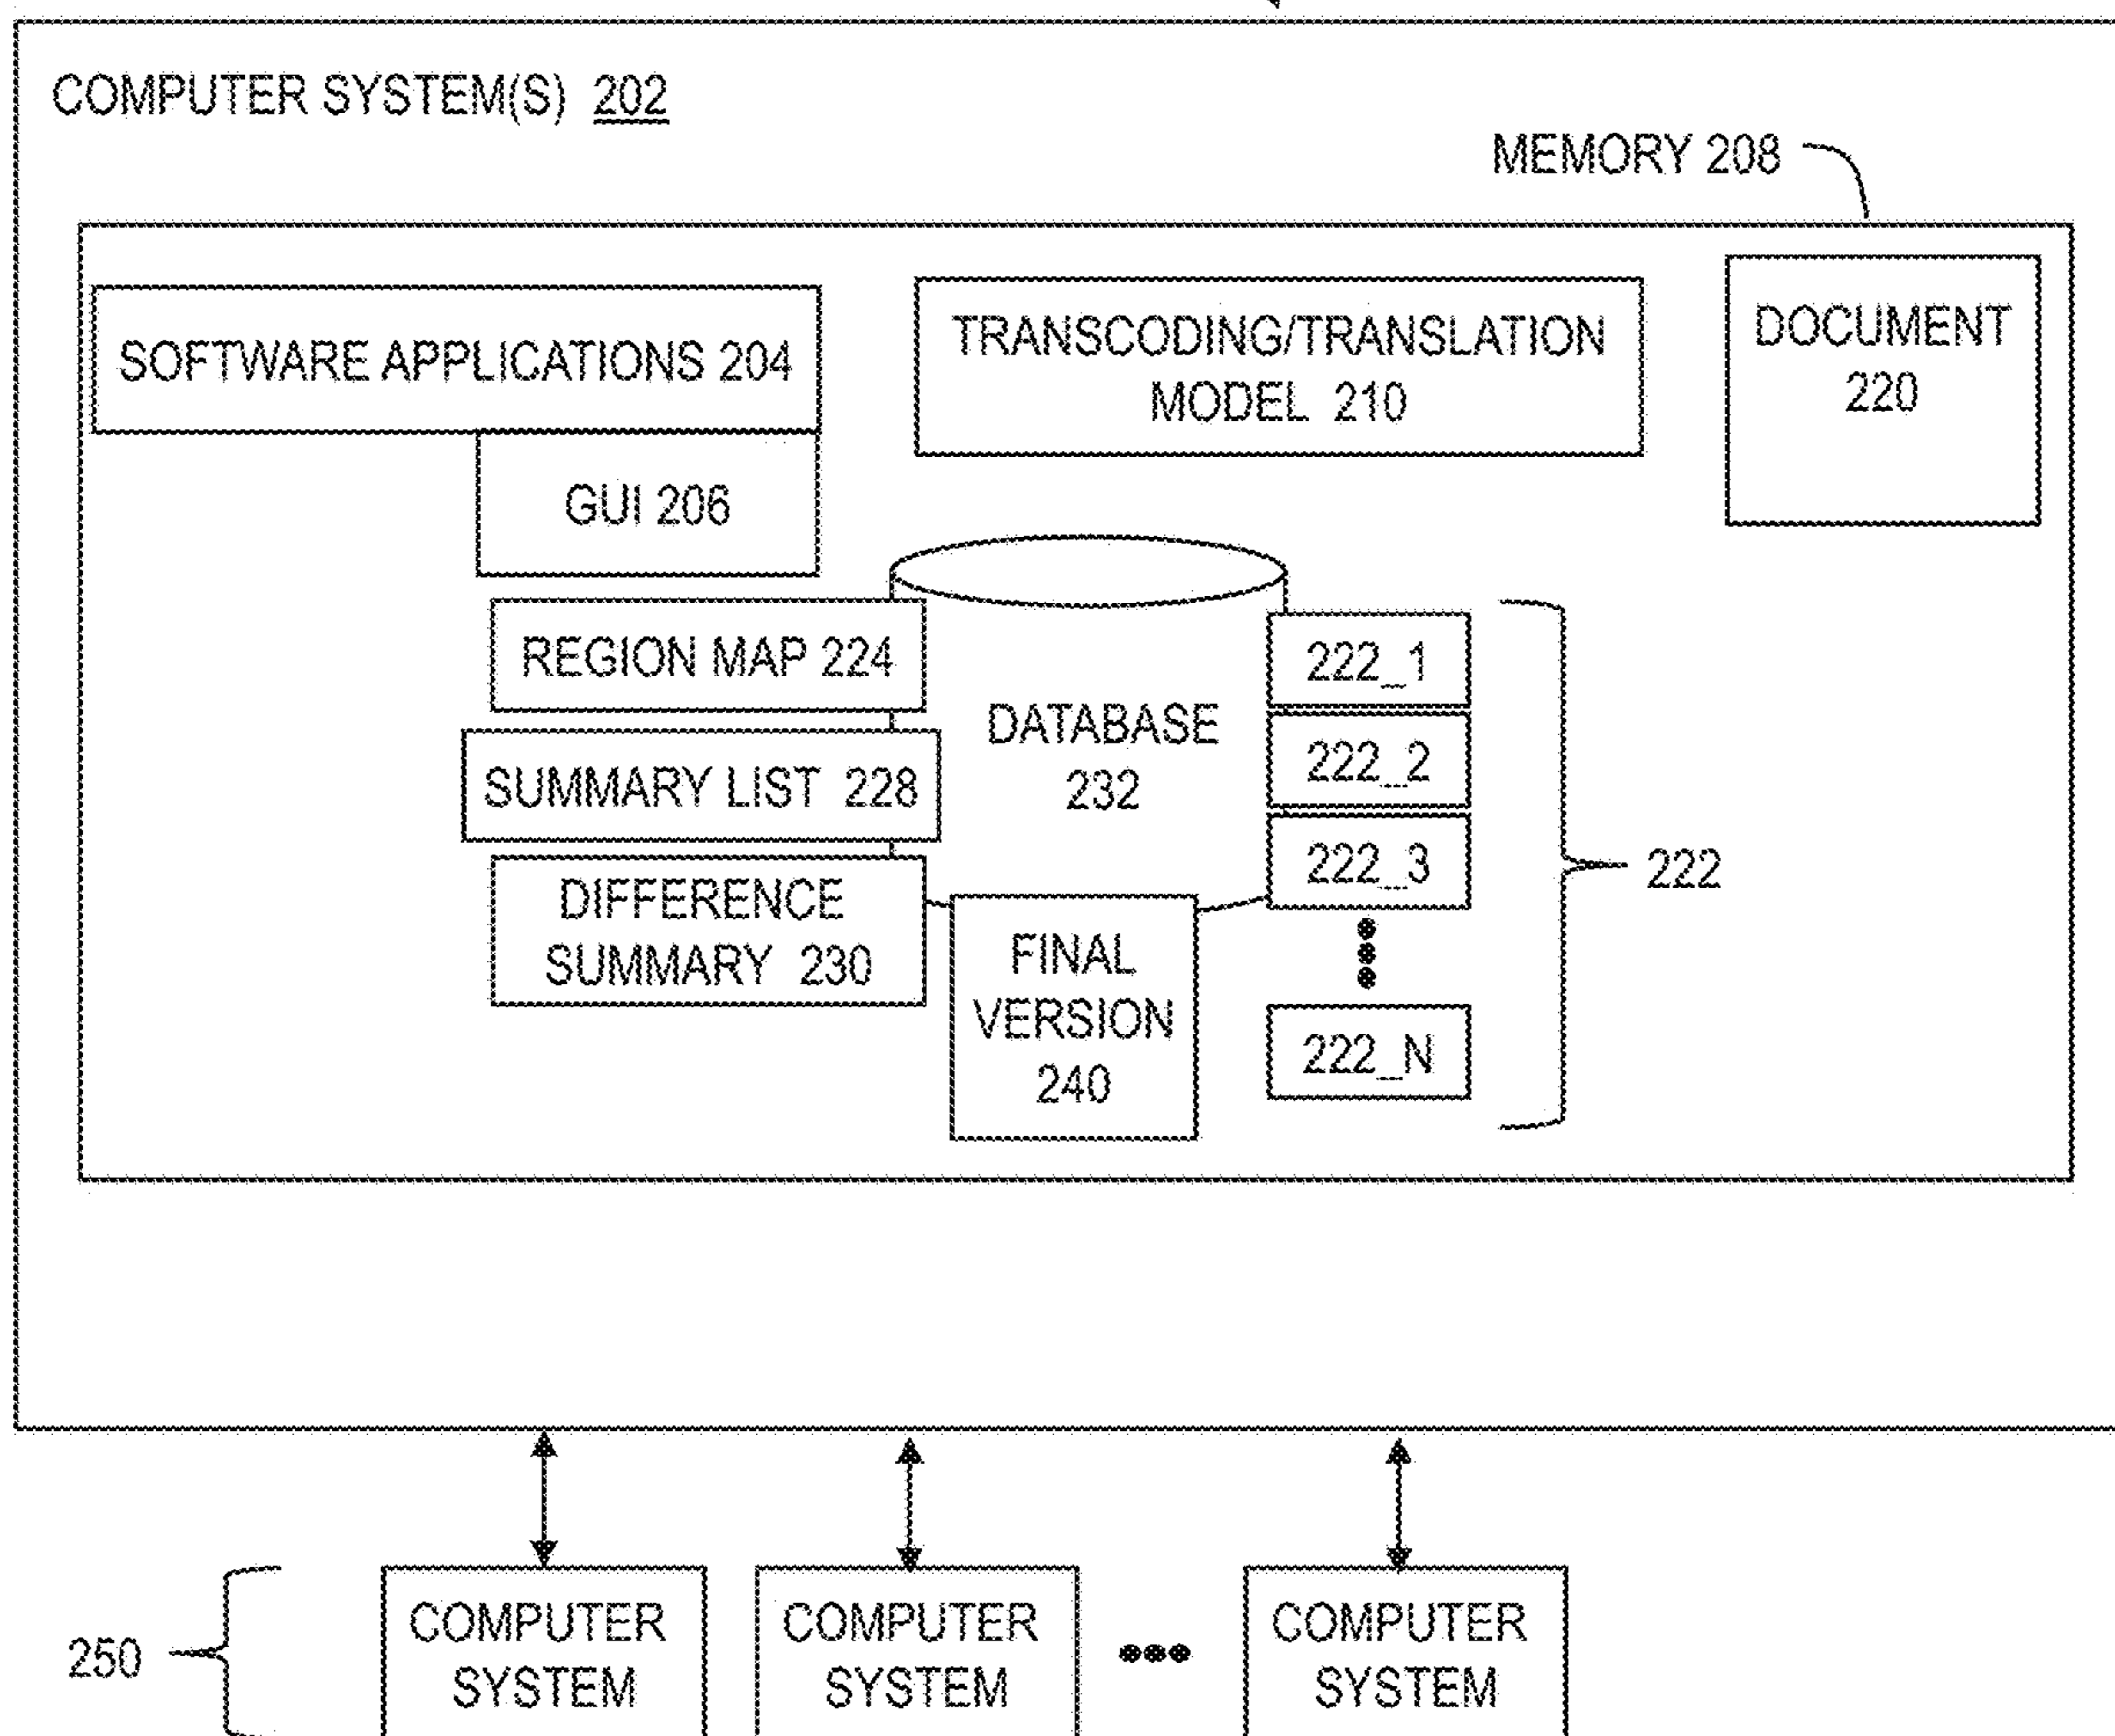 COMPUTER SYSTEM(S) 202
MEMORY 208
SOFTWARE APPLICATIONS 204
TRANSCODING/TRANSLATION
MODEL 210
DOCUMENT
220
GUI 206
REGION MAP 224
SUMMARY LIST 228
DIFFERENCE
SUMMARY 230
DATABASE
232
FINAL
VERSION
240
222_1
222_2
222_3
222_N
222
250
COMPUTER
SYSTEM
COMPUTER
SYSTEM
COMPUTER
SYSTEM